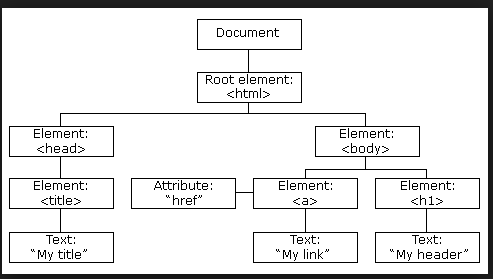 Document
Root element:
<html>
Element:
<head>
Element:
<body>
Element:
<title>
Attribute:
“href”
Element:
<a>
Element:
<h1>
Text:
“My title”
Text:
“My link”
Text:
“My header”